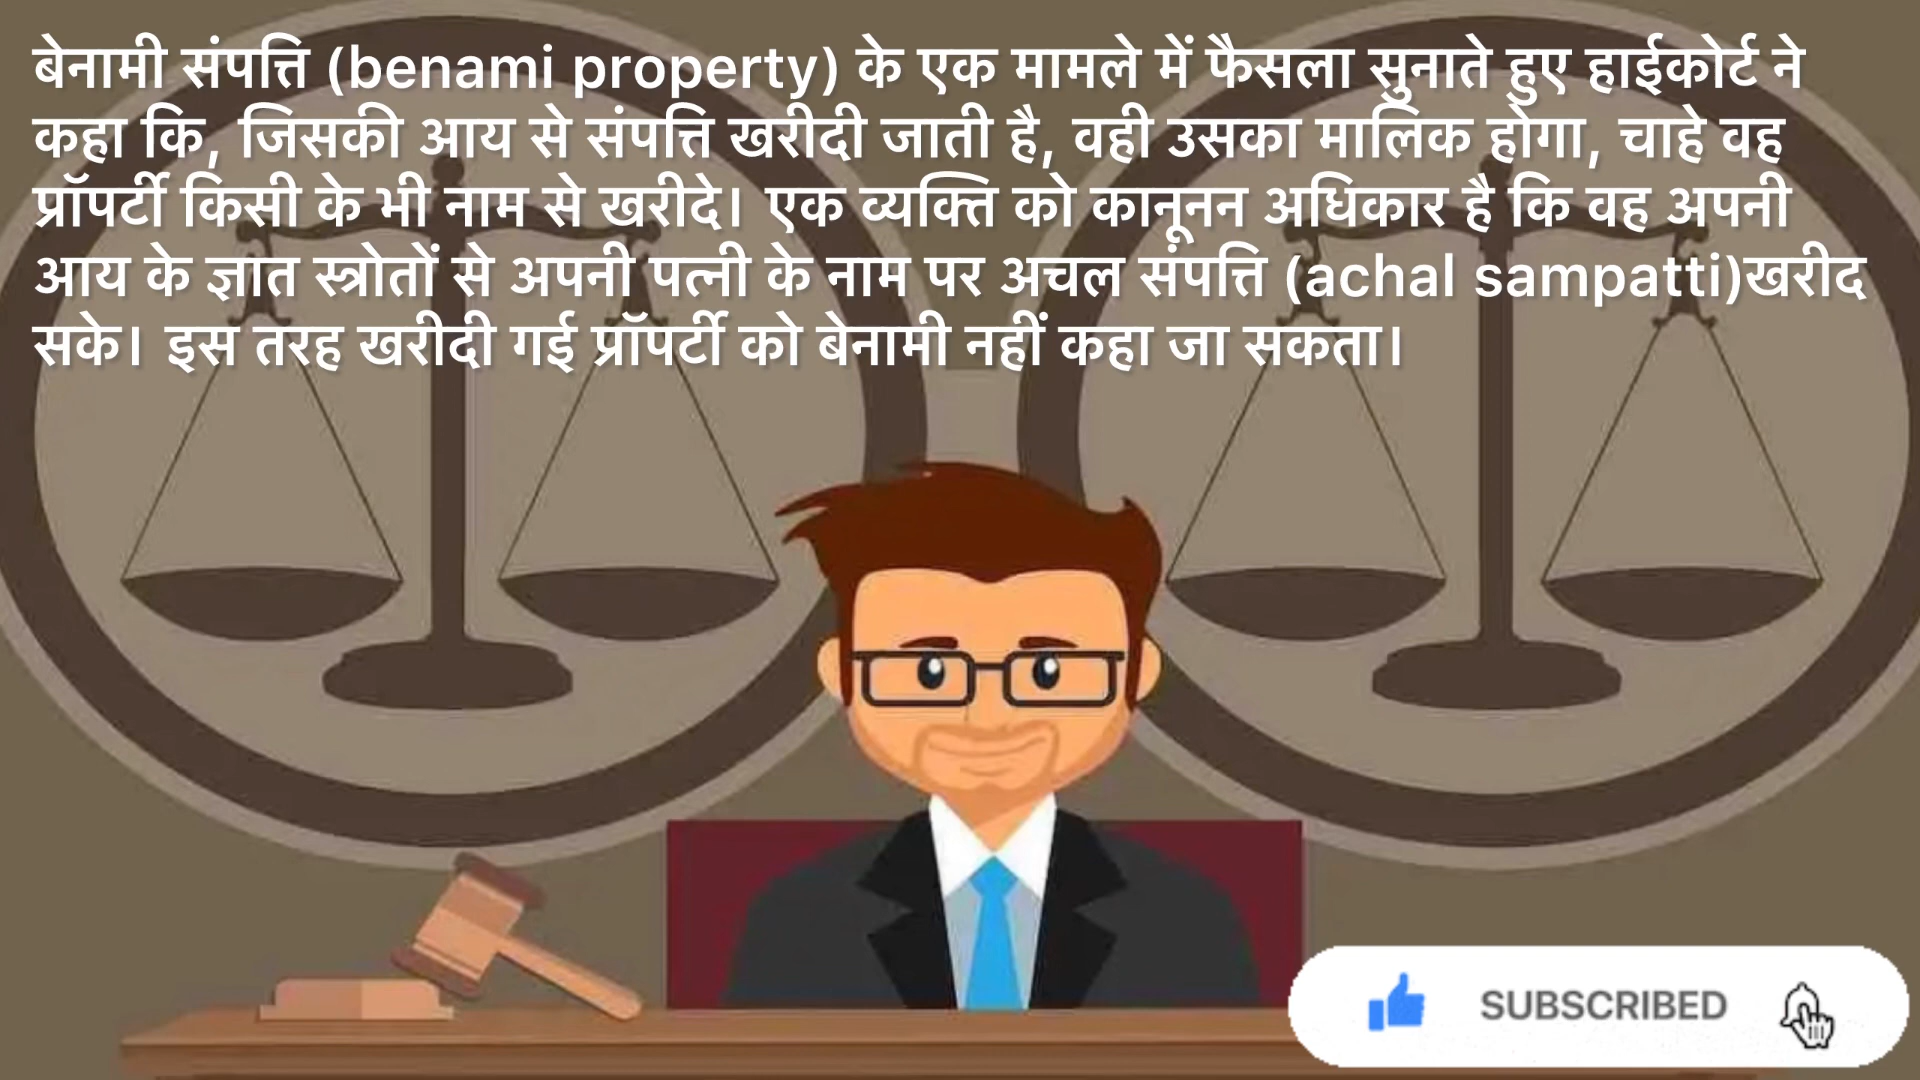 बेनामी संपत्ति (benami property) के एक मामले में फैसला सुनाते हुए हाईकोर्ट ने
कहा कि, जिसकी आय से संपत्ति खरीदी जाती है, वही उसका मालिक होगा, चाहे वह
प्रॉपर्टी किसी के भी नाम से खरीदे। एक व्यक्ति को कानूनन अधिकार है कि वह अपनी
आय के ज्ञात स्त्रोतों से अपनी पत्नी के नाम पर अचल संपत्ति (achal sampatti)खरीद
सके। इस तरह खरीदी गई प्रॉपर्टी को बेनामी नहीं कहा जा सकता।
SUBSCRIBED